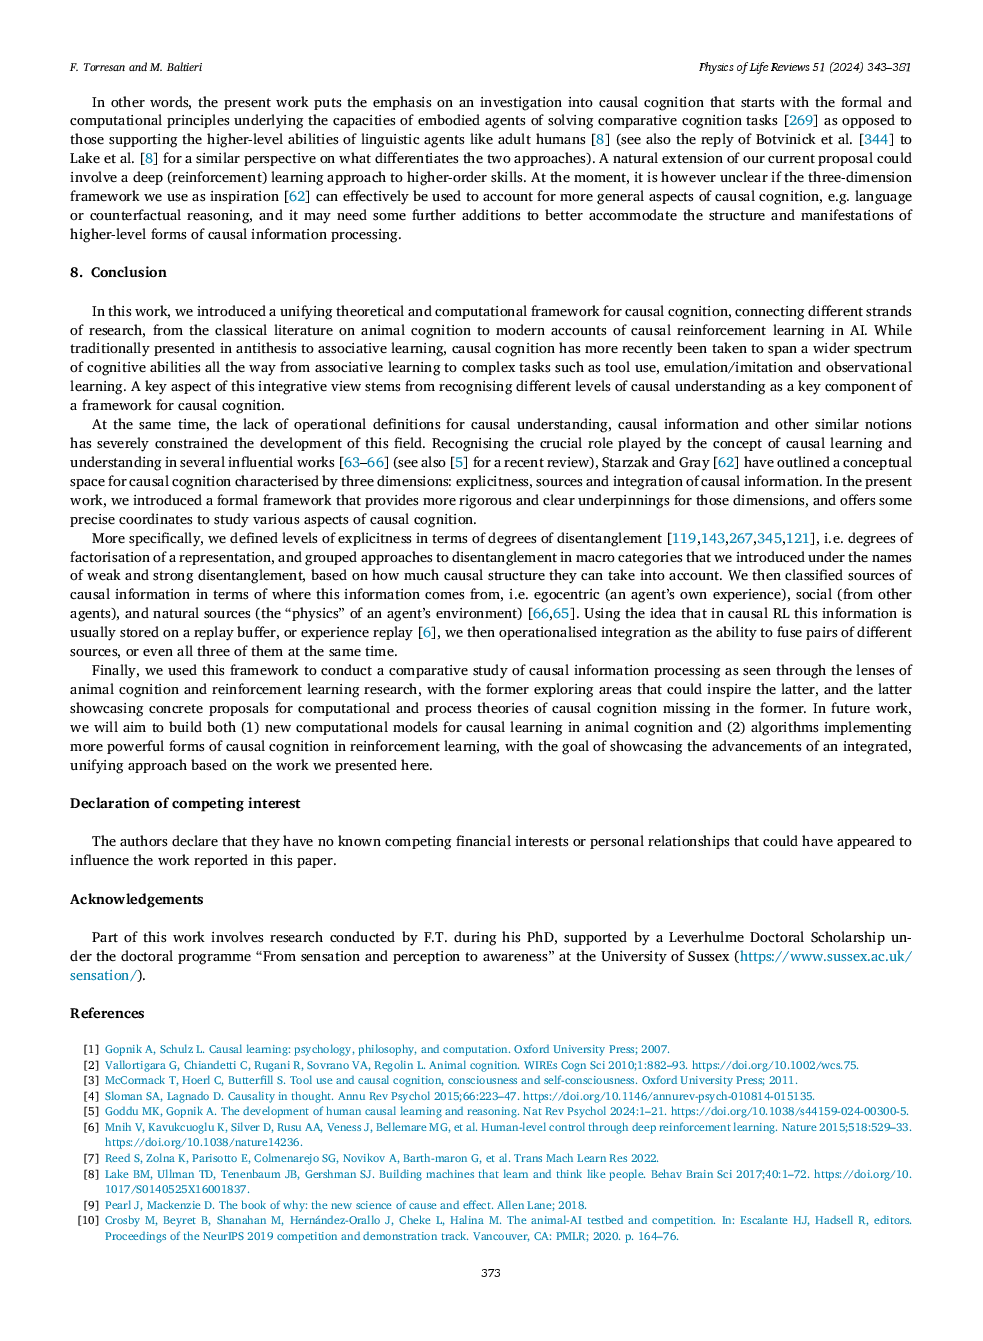 F. Torresan and M. Baltieri
Physics of Life Reviews 51 (2024) 343–381
In other words, the present work puts the emphasis on an investigation into causal cognition that starts with the formal and
computational principles underlying the capacities of embodied agents of solving comparative cognition tasks [269] as opposed to
those supporting the higher-level abilities of linguistic agents like adult humans [8] (see also the reply of Botvinick et al. [344] to
Lake et al. [8] for a similar perspective on what differentiates the two approaches). A natural extension of our current proposal could
involve a deep (reinforcement) learning approach to higher-order skills. At the moment, it is however unclear if the three-dimension
framework we use as inspiration [62] can effectively be used to account for more general aspects of causal cognition, e.g. language
or counterfactual reasoning, and it may need some further additions to better accommodate the structure and manifestations of
higher-level forms of causal information processing.
8. Conclusion
In this work, we introduced a unifying theoretical and computational framework for causal cognition, connecting different strands
of research, from the classical literature on animal cognition to modern accounts of causal reinforcement learning in AI. While
traditionally presented in antithesis to associative learning, causal cognition has more recently been taken to span a wider spectrum
of cognitive abilities all the way from associative learning to complex tasks such as tool use, emulation/imitation and observational
learning. A key aspect of this integrative view stems from recognising different levels of causal understanding as a key component of
a framework for causal cognition.
At the same time, the lack of operational definitions for causal understanding, causal information and other similar notions
has severely constrained the development of this field. Recognising the crucial role played by the concept of causal learning and
understanding in several influential works [63–66] (see also [5] for a recent review), Starzak and Gray [62] have outlined a conceptual
space for causal cognition characterised by three dimensions: explicitness, sources and integration of causal information. In the present
work, we introduced a formal framework that provides more rigorous and clear underpinnings for those dimensions, and offers some
precise coordinates to study various aspects of causal cognition.
More specifically, we defined levels of explicitness in terms of degrees of disentanglement [119,143,267,345,121], i.e. degrees of
factorisation of a representation, and grouped approaches to disentanglement in macro categories that we introduced under the names
of weak and strong disentanglement, based on how much causal structure they can take into account. We then classified sources of
causal information in terms of where this information comes from, i.e. egocentric (an agent's own experience), social (from other
agents), and natural sources (the “physics” of an agent's environment) [66,65]. Using the idea that in causal RL this information is
usually stored on a replay buffer, or experience replay [6], we then operationalised integration as the ability to fuse pairs of different
sources, or even all three of them at the same time.
Finally, we used this framework to conduct a comparative study of causal information processing as seen through the lenses of
animal cognition and reinforcement learning research, with the former exploring areas that could inspire the latter, and the latter
showcasing concrete proposals for computational and process theories of causal cognition missing in the former. In future work,
we will aim to build both (1) new computational models for causal learning in animal cognition and (2) algorithms implementing
more powerful forms of causal cognition in reinforcement learning, with the goal of showcasing the advancements of an integrated,
unifying approach based on the work we presented here.
Declaration of competing interest
The authors declare that they have no known competing financial interests or personal relationships that could have appeared to
influence the work reported in this paper.
Acknowledgements
Part of this work involves research conducted by F.T. during his PhD, supported by a Leverhulme Doctoral Scholarship un-
der the doctoral programme “From sensation and perception to awareness” at the University of Sussex (https://www.sussex.ac.uk/
sensation/).
References
[1] Gopnik A, Schulz L. Causal learning: psychology, philosophy, and computation. Oxford University Press; 2007.
[2] Vallortigara G, Chiandetti C, Rugani R, Sovrano VA, Regolin L. Animal cognition. WIREs Cogn Sci 2010;1:882–93. https://doi.org/10.1002/wcs.75.
[3] McCormack T, Hoerl C, Butterfill S. Tool use and causal cognition, consciousness and self-consciousness. Oxford University Press; 2011.
[4] Sloman SA, Lagnado D. Causality in thought. Annu Rev Psychol 2015;66:223–47. https://doi.org/10.1146/annurev-psych-010814-015135.
[5] Goddu MK, Gopnik A. The development of human causal learning and reasoning. Nat Rev Psychol 2024:1–21. https://doi.org/10.1038/s44159-024-00300-5.
[6] Mnih V, Kavukcuoglu K, Silver D, Rusu AA, Veness J, Bellemare MG, et al. Human-level control through deep reinforcement learning. Nature 2015;518:529–33.
https://doi.org/10.1038/nature14236.
[7] Reed S, Zolna K, Parisotto E, Colmenarejo SG, Novikov A, Barth-maron G, et al. Trans Mach Learn Res 2022.
[8] Lake BM, Ullman TD, Tenenbaum JB, Gershman SJ. Building machines that learn and think like people. Behav Brain Sci 2017;40:1–72. https://doi.org/10.
1017/S0140525X16001837.
[9] Pearl J, Mackenzie D. The book of why: the new science of cause and effect. Allen Lane; 2018.
[10] Crosby M, Beyret B, Shanahan M, Hernández-Orallo J, Cheke L, Halina M. The animal-AI testbed and competition. In: Escalante HJ, Hadsell R, editors.
Proceedings of the NeurIPS 2019 competition and demonstration track. Vancouver, CA: PMLR; 2020. p. 164–76.
373